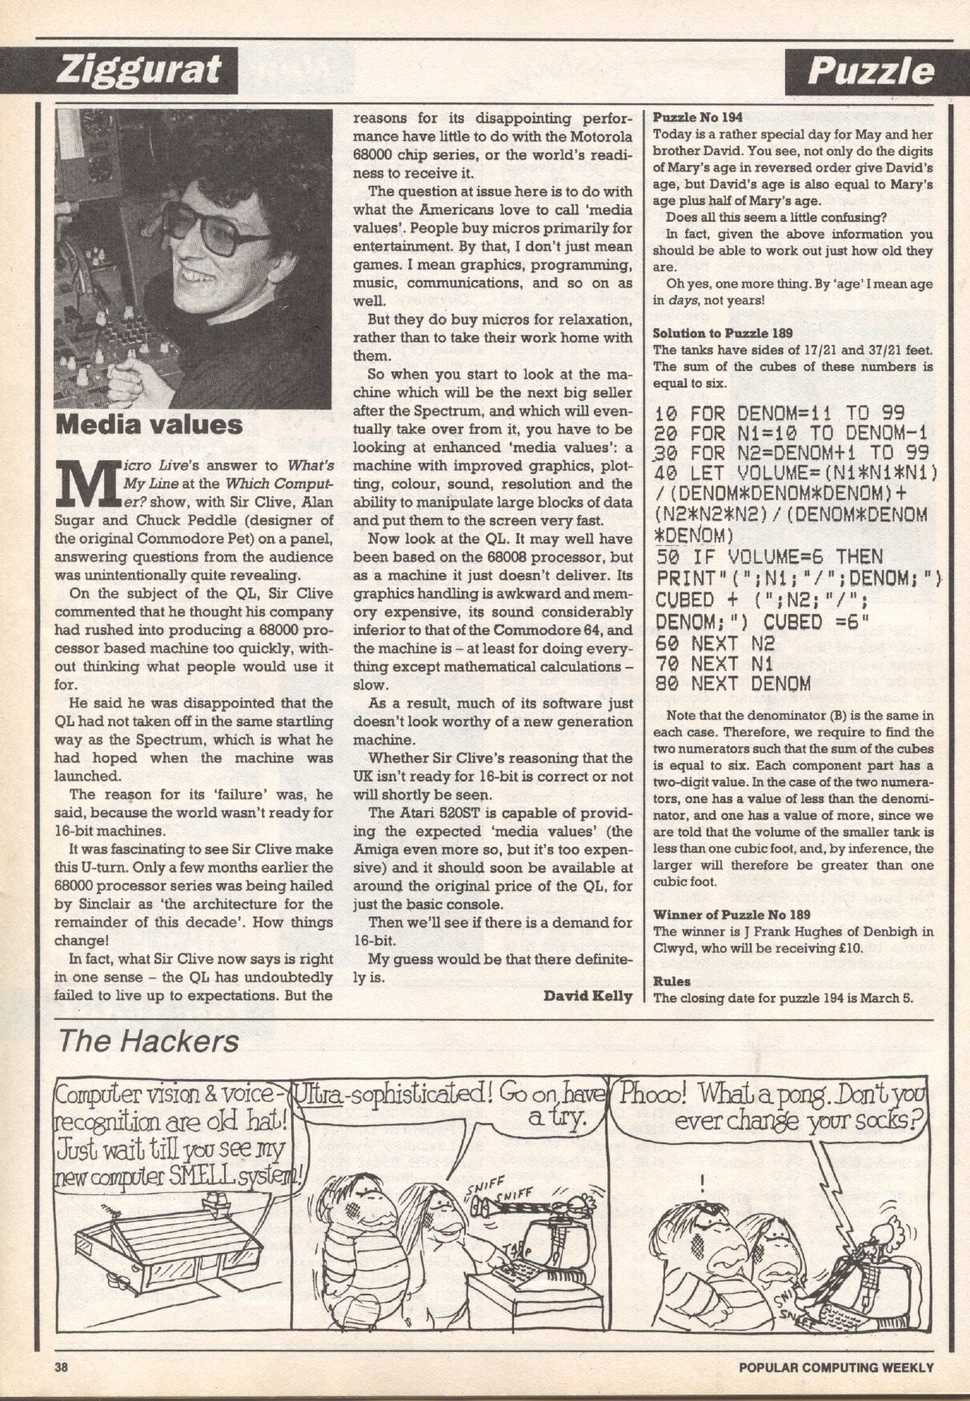 Ziggurat
Media values
Micro Live's answer to What's
My Line at the Which Comput-
er? show, with Sir Clive, Alan
Sugar and Chuck Peddle (designer of
the original Commodore Pet) on a panel,
answering questions from the audience
was unintentionally quite revealing.
On the subject of the QL, Sir Clive
commented that he thought his company
had rushed into producing a 68000 pro-
cessor based machine too quickly, with-
out thinking what people would use it
for.
He said he was disappointed that the
QL had not taken off in the same startling
way as the Spectrum, which is what he
had hoped when the machine was
launched.
The reason for its 'failure' was, he
said, because the world wasn't ready for
16-bit machines.
It was fascinating to see Sir Clive make
this U-turn. Only a few months earlier the
68000 processor series was being hailed
by Sinclair as 'the architecture for the
remainder of this decade'. How things
change!
In fact, what Sir Clive now says is right
in one sense – the QL has undoubtedly
failed to live up to expectations. But the
reasons for its disappointing perfor-
mance have little to do with the Motorola
68000 chip series, or the world's readi-
ness to receive it.
The question at issue here is to do with
what the Americans love to call 'media
values'. People buy micros primarily for
entertainment. By that, I don't just mean
games. I mean graphics, programming,
music, communications, and so on as
well.
But they do buy micros for relaxation,
rather than to take their work home with
them.
So when you start to look at the ma-
chine which will be the next big seller
after the Spectrum, and which will even-
tually take over from it, you have to be
looking at enhanced 'media values': a
machine with improved graphics, plot-
ting, colour, sound, resolution and the
ability to manipulate large blocks of data
and put them to the screen very fast.
Now look at the QL. It may well have
been based on the 68008 processor, but
as a machine it just doesn't deliver. Its
graphics handling is awkward and mem-
ory expensive, its sound considerably
inferior to that of the Commodore 64, and
the machine is – at least for doing every-
thing except mathematical calculations –
slow.
As a result, much of its software just
doesn't look worthy of a new generation
machine.
Whether Sir Clive's reasoning that the
UK isn't ready for 16-bit is correct or not
will shortly be seen.
The Atari 520ST is capable of provid-
ing the expected 'media values' (the
Amiga even more so, but it's too expen-
sive) and it should soon be available at
around the original price of the QL, for
just the basic console.
Then we'll see if there is a demand for
16-bit.
My guess would be that there definite-
ly is.
David Kelly
Puzzle
Puzzle No 194
Today is a rather special day for May and her
brother David. You see, not only do the digits
of Mary's age in reversed order give David's
age, but David's age is also equal to Mary's
age plus half of Mary's age.
Does all this seem a little confusing?
In fact, given the above information you
should be able to work out just how old they
are.
Oh yes, one more thing. By 'age' I mean age
in days, not years!
Solution to Puzzle 189
The tanks have sides of 17/21 and 37/21 feet.
The sum of the cubes of these numbers is
equal to six.
10 FOR DENOM=11 TO 99
20 FOR N1=10 TO DENOM-1
30 FOR N2=DENOM+1 TO 99
40 LET VOLUME=(N1*N1*N1)
/(DENOM*DENOM*DENOM)+
(N2*N2*N2)/(DENOM*DENOM
*DENOM)
50 IF VOLUME=6 THEN
PRINT"(";N1;"/";DENOM;")
CUBED + (";N2;"/";
DENOM;") CUBED =6"
60 NEXT N2
70 NEXT N1
80 NEXT DENOM
Note that the denominator (B) is the same in
each case. Therefore, we require to find the
two numerators such that the sum of the cubes
is equal to six. Each component part has a
two-digit value. In the case of the two numera-
tors, one has a value of less than the denomi-
nator, and one has a value of more, since we
are told that the volume of the smaller tank is
less than one cubic foot, and, by inference, the
larger will therefore be greater than one
cubic foot.
Winner of Puzzle No 189
The winner is J Frank Hughes of Denbigh in
Clwyd, who will be receiving £10.
Rules
The closing date for puzzle 194 is March 5.
The Hackers
Computer vision & voice-
recognition are old hat!
Just wait till you see my
new computer SMELL system!
Ultra-sophisticated! Go on, have
a try.
SNIFF
SNIFF
TAP
Phooo! What a pong. Don't you
ever change your socks?
!
SNIFF
SNIFF
38
POPULAR COMPUTING WEEKLY